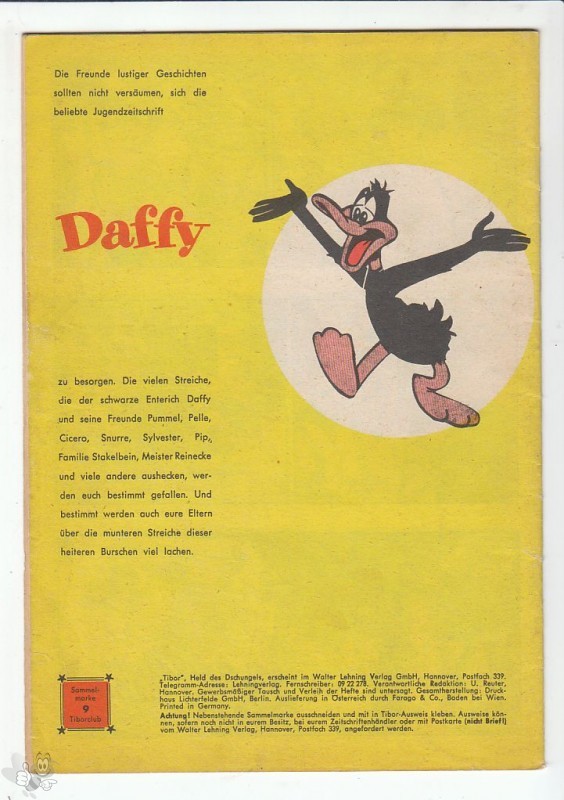 Die Freunde lustiger Geschichten
sollten nicht versäumen, sich die
beliebte Jugendzeitschrift
Daffy
zu besorgen. Die vielen Streiche,
die der schwarze Enterich Daffy
und seine Freunde Pummel, Pelle,
Cicero, Snurre, Sylvester, Pip,
Familie Stakelbein, Meister Reinecke
und viele andere aushecken, wer-
den euch bestimmt gefallen. Und
bestimmt werden auch eure Eltern
über die munteren Streiche dieser
heiteren Burschen viel lachen.
Sammel-
marke
9
Tiborclub
„Tibor", Held des Dschungels, erscheint im Walter Lehning Verlag GmbH, Hannover, Postfach 339.
Telegramm-Adresse: Lehningverlag. Fernschreiber: 09 22 278. Verantwortliche Redaktion: U. Reuter,
Hannover. Gewerbsmäßiger Tausch und Verleih der Hefte sind untersagt. Gesamtherstellung: Druck-
haus Lichterfelde GmbH, Berlin. Auslieferung in Österreich durch Farago & Co., Baden bei Wien.
Printed in Germany.
Achtung! Nebenstehende Sammelmarke ausschneiden und mit in Tibor-Ausweis kleben. Ausweise kön-
nen, sofern noch nicht in eurem Besitz, bei eurem Zeitschriftenhändler oder mit Postkarte (nicht Brief!)
vom Walter Lehning Verlag, Hannover, Postfach 339, angefordert werden.